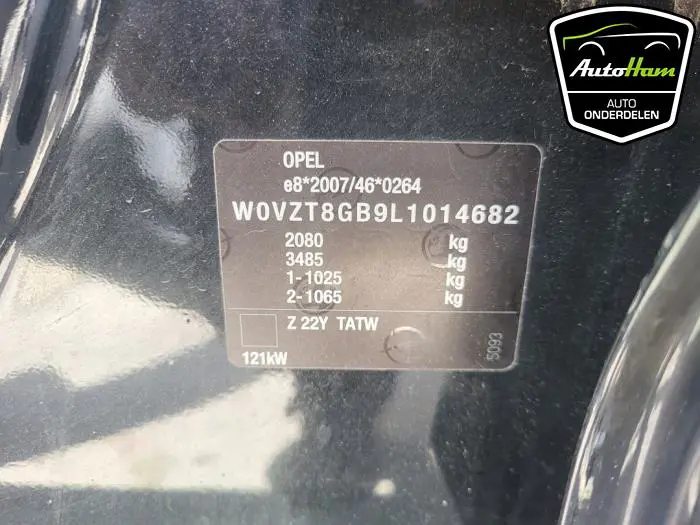 AutoHam
AUTO
ONDERDELEN
OPEL
e8*2007/46*0264
W0VZT8GB9L1014682
2080 kg
3485 kg
1-1025 kg
2-1065 kg
Z 22Y TATW
121kW
5093